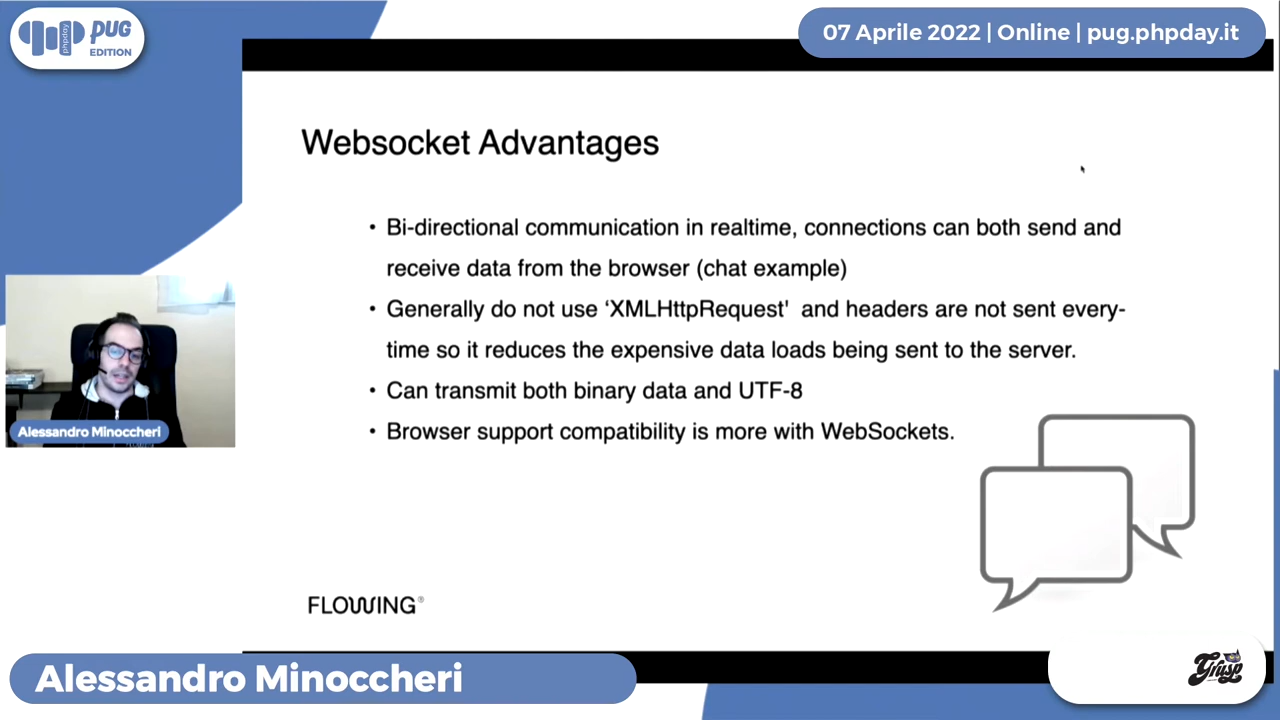 phpday
PUG
EDITION
07 Aprile 2022 | Online | pug.phpday.it
Websocket Advantages
• Bi-directional communication in realtime, connections can both send and
receive data from the browser (chat example)
• Generally do not use ‘XMLHttpRequest' and headers are not sent every-
time so it reduces the expensive data loads being sent to the server.
• Can transmit both binary data and UTF-8
• Browser support compatibility is more with WebSockets.
Alessandro Minoccheri
FLOWING®
Alessandro Minoccheri
Grusp